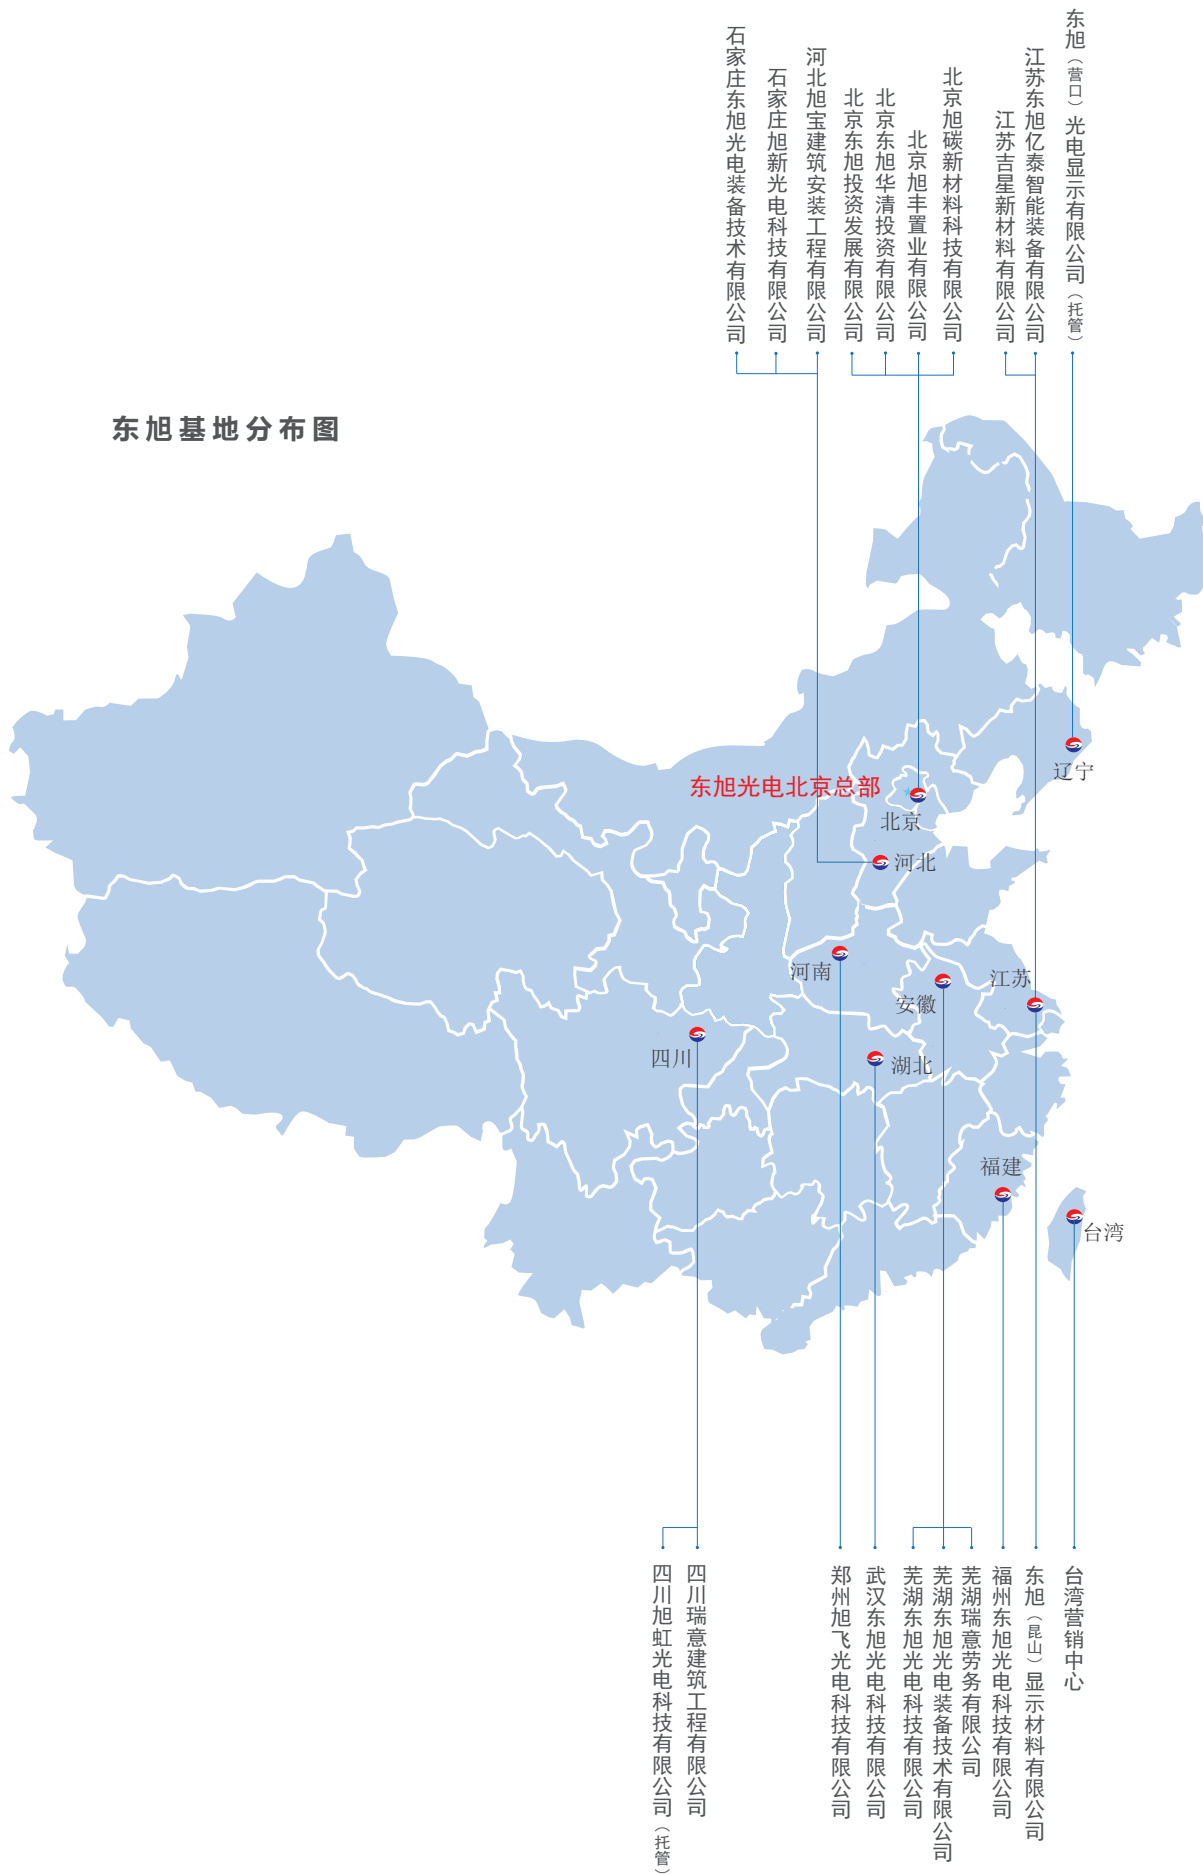 石家庄东旭光电装备技术有限公司
石家庄旭新光电科技有限公司
河北旭宝建筑安装工程有限公司
北京东旭投资发展有限公司
北京东旭华清投资有限公司
北京旭丰置业有限公司
北京旭碳新材料科技有限公司
江苏吉星新材料有限公司
江苏东旭亿泰智能装备有限公司
东旭（营口）光电显示有限公司（托管）
东旭基地分布图
辽宁
东旭光电北京总部
北京
河北
河南
江苏
安徽
四川
湖北
福建
台湾
四川旭虹光电科技有限公司（托管）
四川瑞意建筑工程有限公司
郑州旭飞光电科技有限公司
武汉东旭光电科技有限公司
芜湖东旭光电科技有限公司
芜湖东旭光电装备技术有限公司
芜湖瑞意劳务有限公司
福州东旭光电科技有限公司
东旭（昆山）显示材料有限公司
台湾营销中心